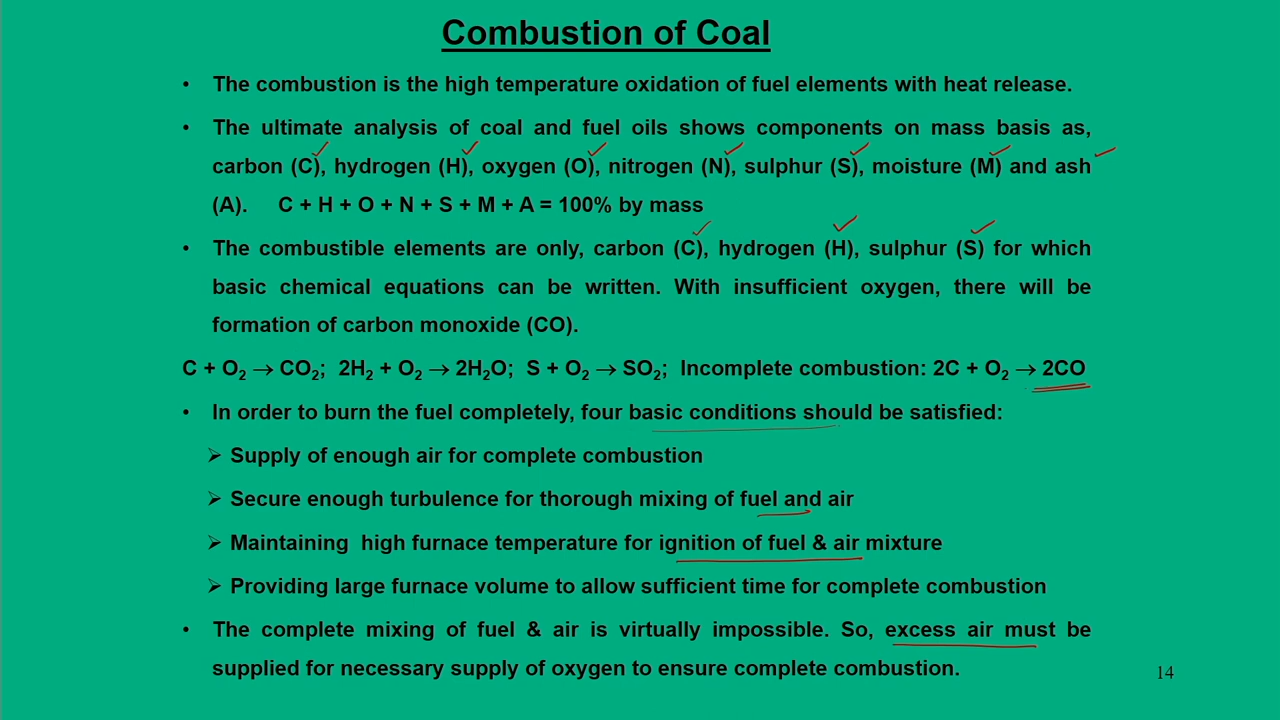 Combustion of Coal
• The combustion is the high temperature oxidation of fuel elements with heat release.
• The ultimate analysis of coal and fuel oils shows components on mass basis as,
carbon (C), hydrogen (H), oxygen (O), nitrogen (N), sulphur (S), moisture (M) and ash
(A). C + H + O + N + S + M + A = 100% by mass
• The combustible elements are only, carbon (C), hydrogen (H), sulphur (S) for which
basic chemical equations can be written. With insufficient oxygen, there will be
formation of carbon monoxide (CO).
C + O₂ → CO₂; 2H₂ + O₂ → 2H₂O; S + O₂ → SO₂; Incomplete combustion: 2C + O₂ → 2CO
• In order to burn the fuel completely, four basic conditions should be satisfied:
➢ Supply of enough air for complete combustion
➢ Secure enough turbulence for thorough mixing of fuel and air
➢ Maintaining high furnace temperature for ignition of fuel & air mixture
➢ Providing large furnace volume to allow sufficient time for complete combustion
• The complete mixing of fuel & air is virtually impossible. So, excess air must be
supplied for necessary supply of oxygen to ensure complete combustion.
14